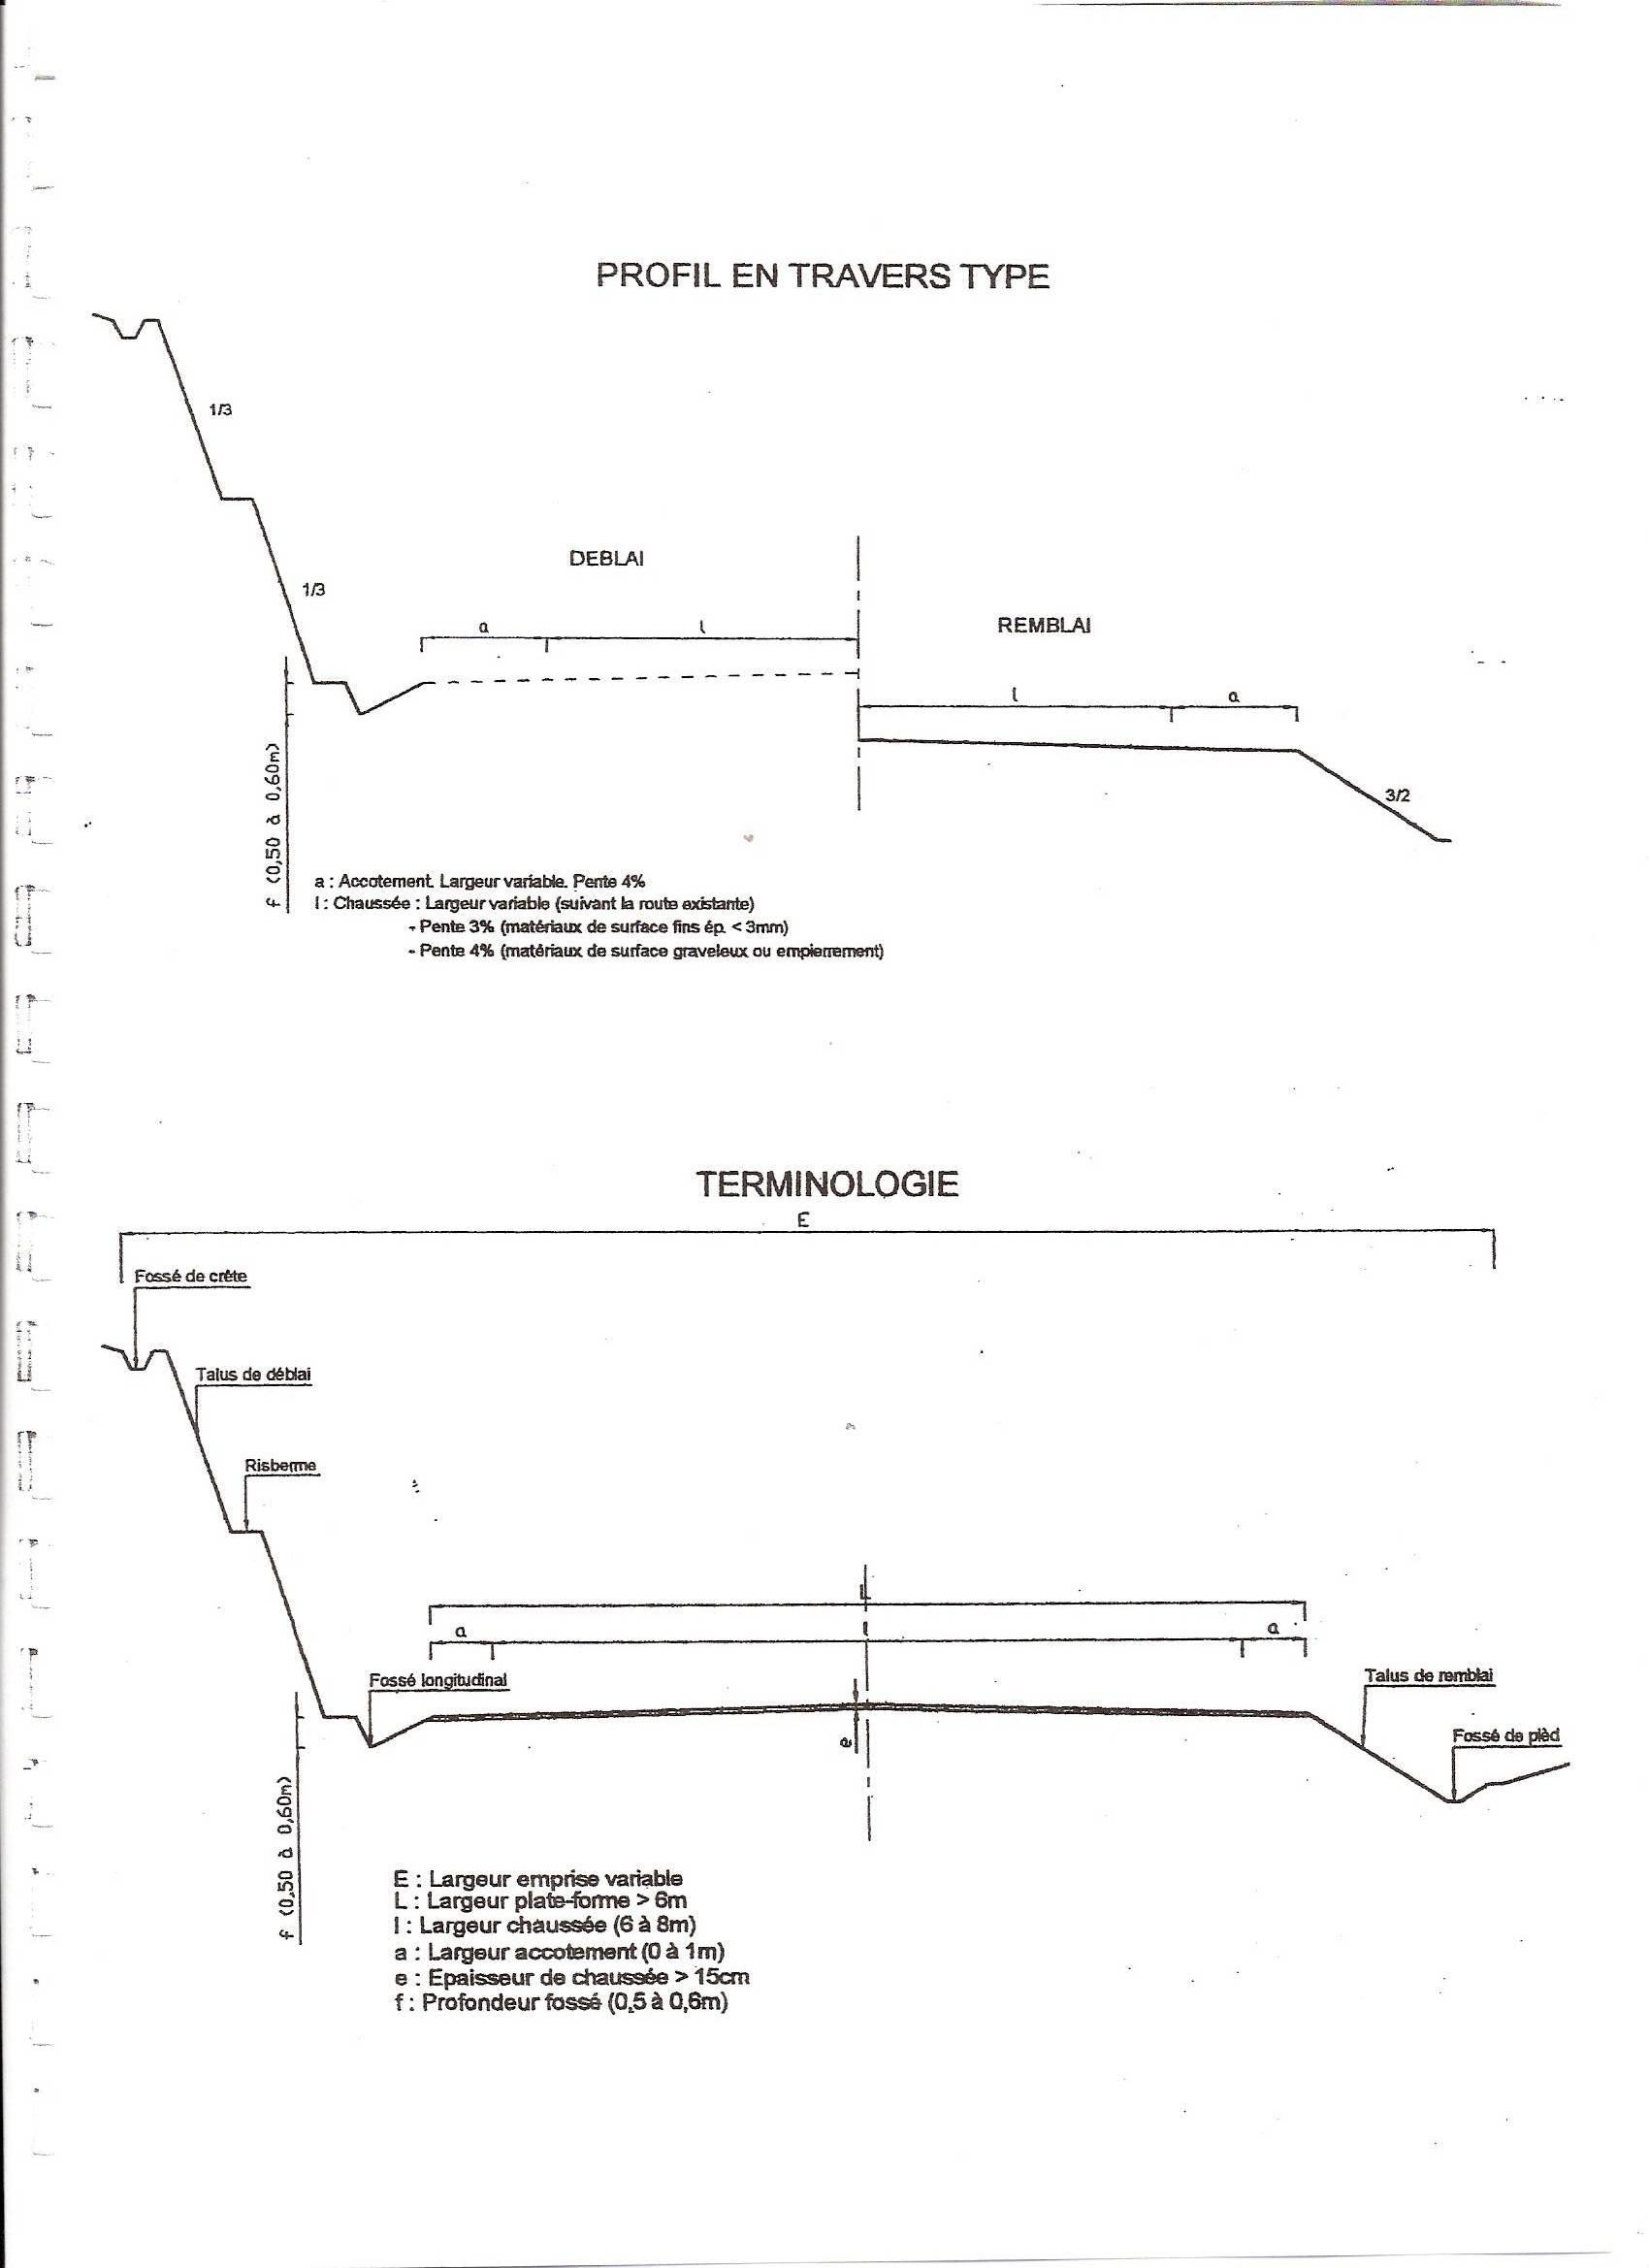 PROFIL EN TRAVERS TYPE
1/3
1/3
DEBLAI
REMBLAI
a
l
l
a
3/2
f (0,50 à 0,60m)
a : Accotement. Largeur variable. Pente 4%
l : Chaussée : Largeur variable (suivant la route existante)
- Pente 3% (matériaux de surface fins ép. < 3mm)
- Pente 4% (matériaux de surface graveleux ou empierrement)
TERMINOLOGIE
E
Fossé de crête
Talus de déblai
Risberme
L
a
l
a
Fossé longitudinal
Talus de remblai
Fossé de pièd
e
f (0,50 à 0,60m)
E : Largeur emprise variable
L : Largeur plate-forme > 6m
l : Largeur chaussée (6 à 8m)
a : Largeur accotement (0 à 1m)
e : Epaisseur de chaussée > 15cm
f : Profondeur fossé (0,5 à 0,6m)